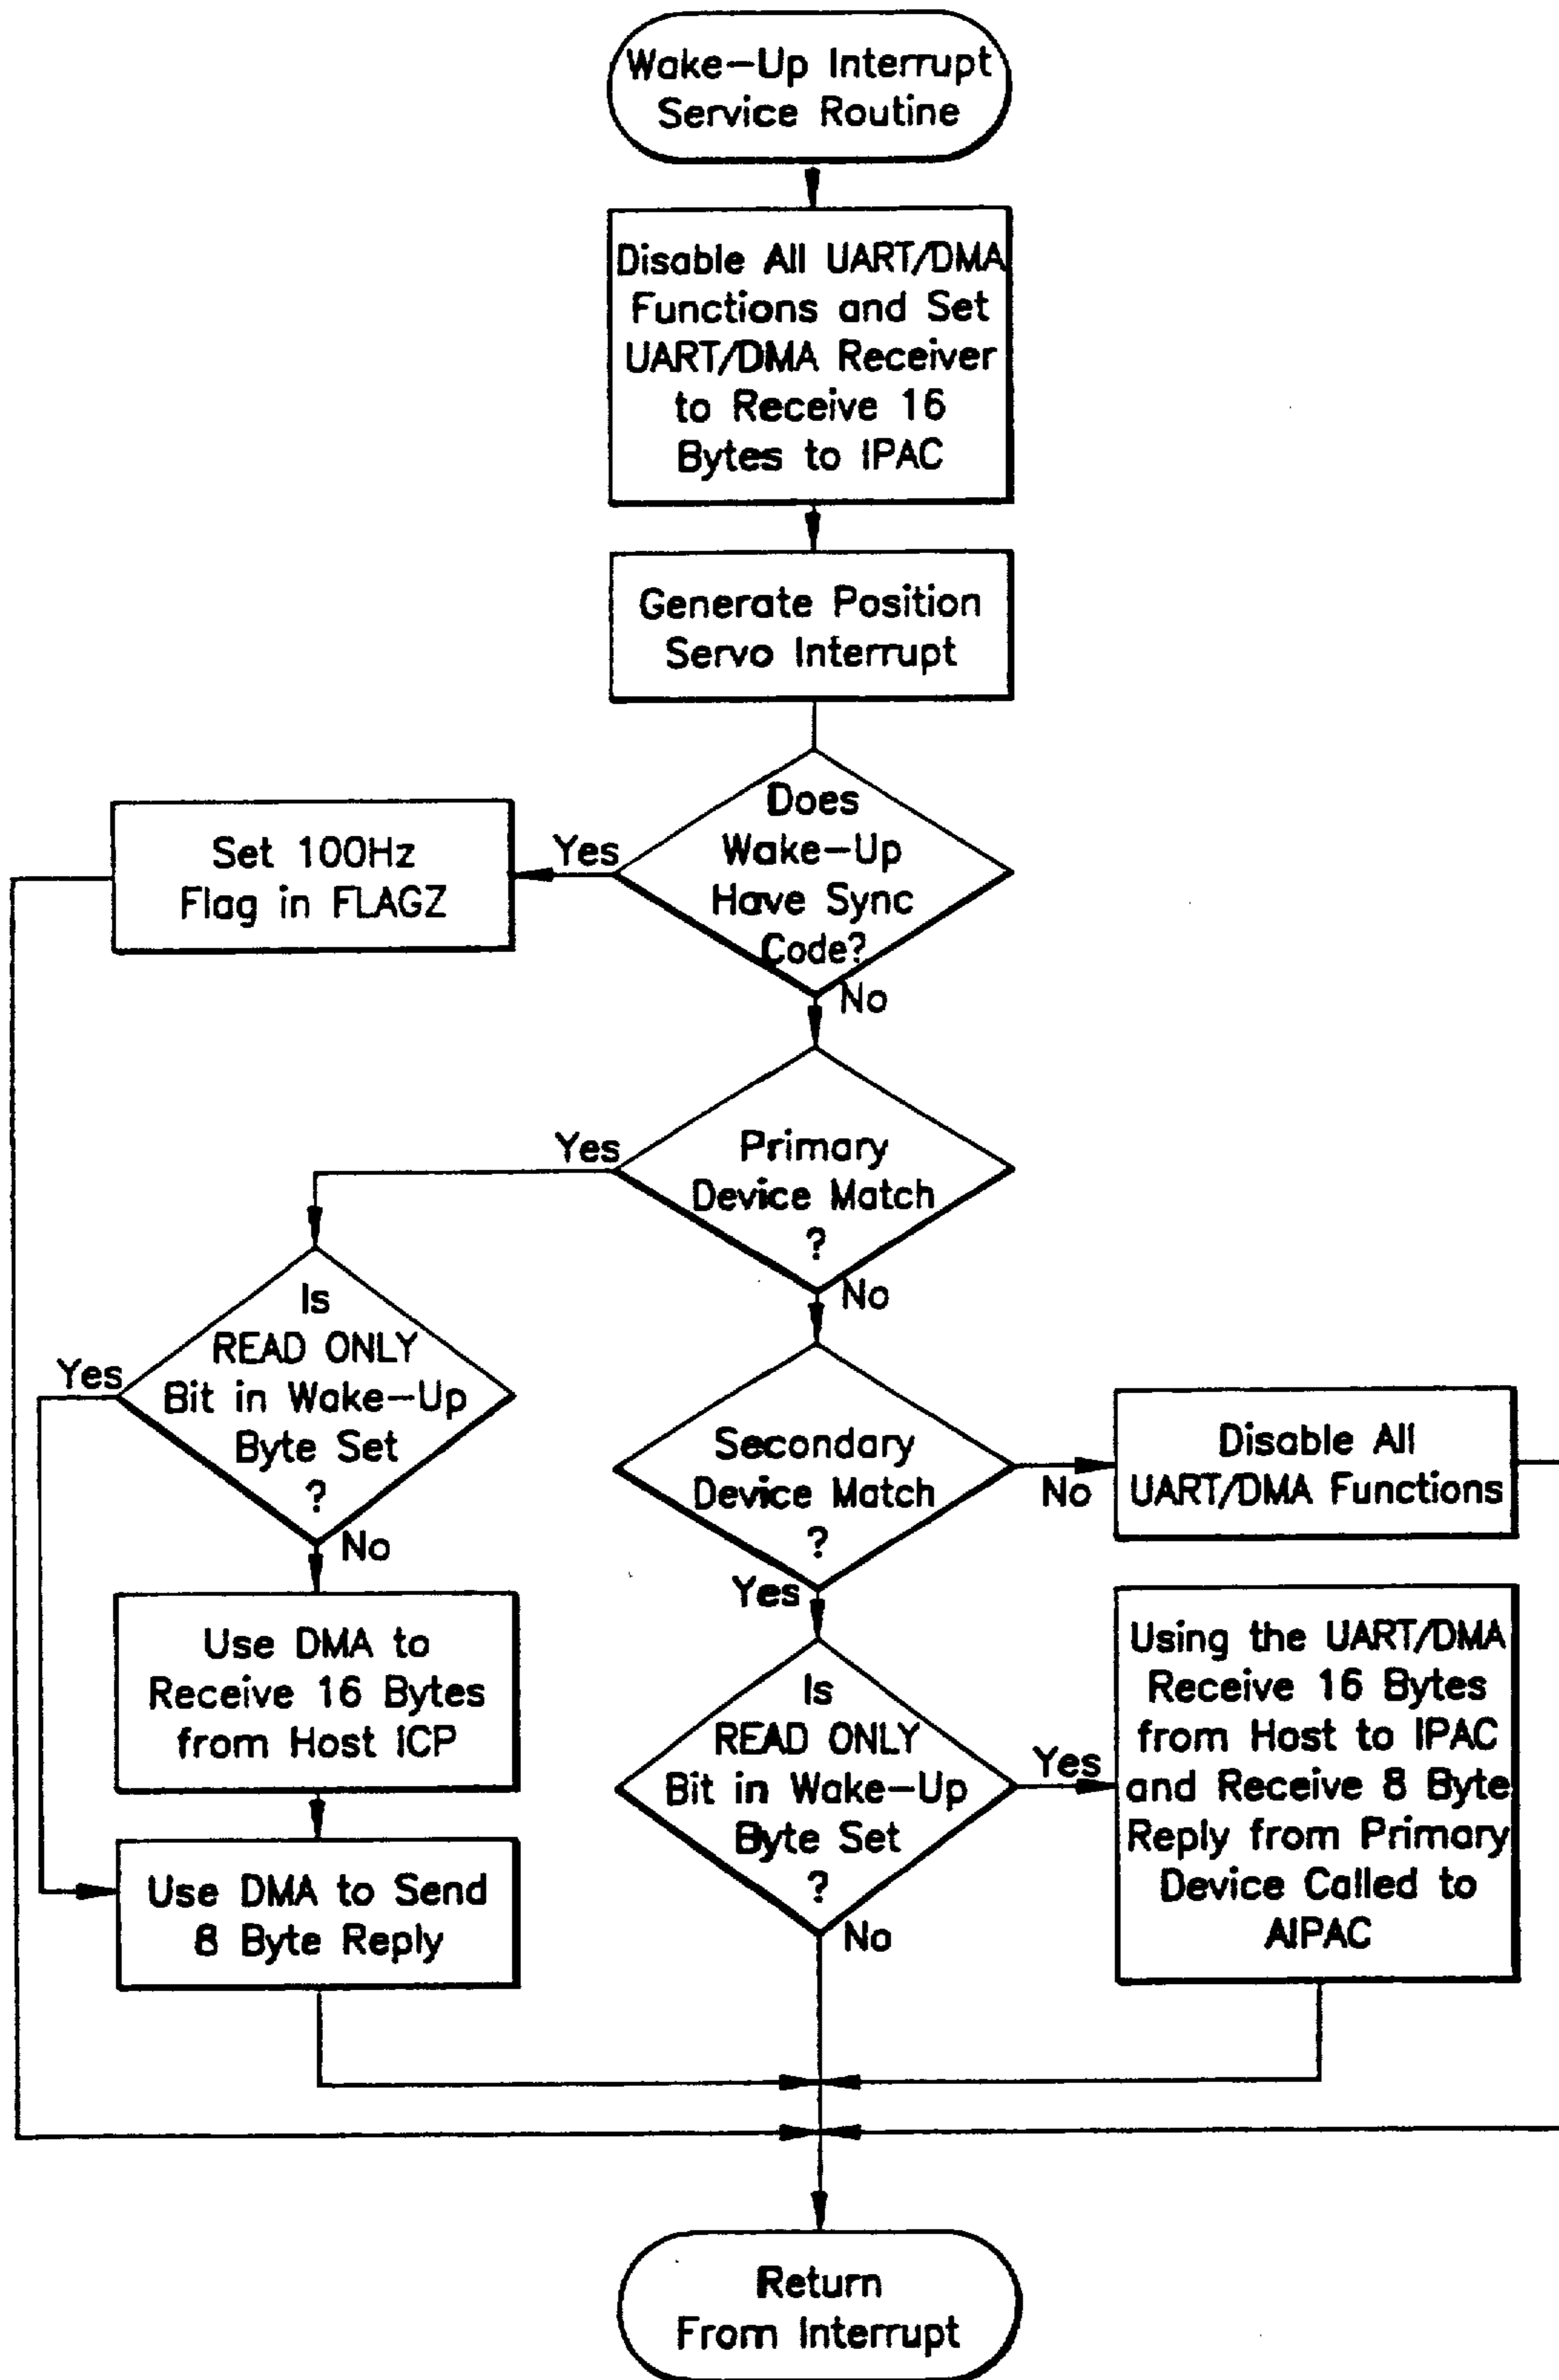 Wake-Up Interrupt
Service Routine
Disable All UART/DMA
Functions and Set
UART/DMA Receiver
to Receive 16
Bytes to IPAC
Generate Position
Servo Interrupt
Does
Wake-Up
Have Sync
Code?
Yes
Set 100Hz
Flag in FLAGZ
No
Primary
Device Match
?
Yes
No
Is
READ ONLY
Bit in Wake-Up
Byte Set
?
Yes
No
Secondary
Device Match
?
No
Disable All
UART/DMA Functions
Yes
Use DMA to
Receive 16 Bytes
from Host ICP
Is
READ ONLY
Bit in Wake-Up
Byte Set
?
Yes
Using the UART/DMA
Receive 16 Bytes
from Host to IPAC
and Receive 8 Byte
Reply from Primary
Device Called to
AIPAC
No
Use DMA to Send
8 Byte Reply
Return
From Interrupt